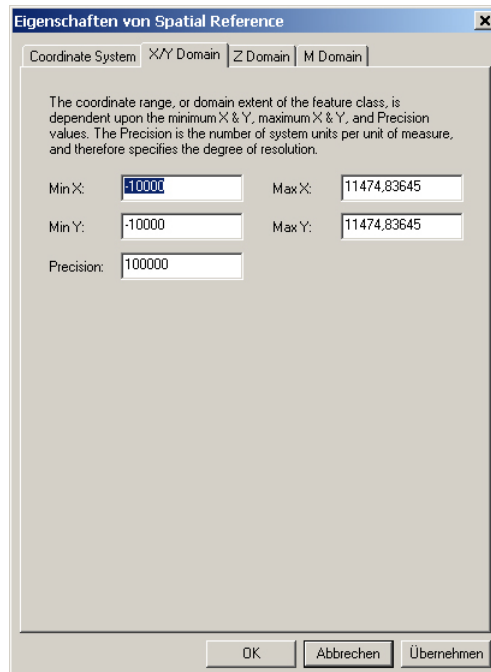 Eigenschaften von Spatial Reference
Coordinate System X/Y Domain Z Domain M Domain
The coordinate range, or domain extent of the feature class, is
dependent upon the minimum X & Y, maximum X & Y, and Precision
values. The Precision is the number of system units per unit of measure,
and therefore specifies the degree of resolution.
Min X: -10000 Max X: 11474,83645
Min Y: -10000 Max Y: 11474,83645
Precision: 100000
OK Abbrechen Übernehmen